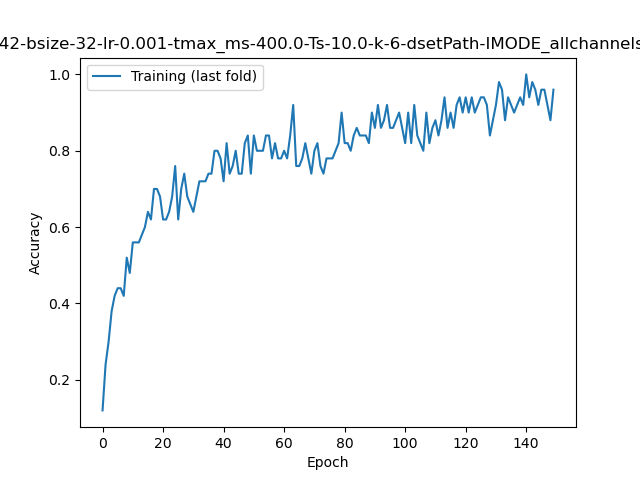 42-bsize-32-lr-0.001-tmax_ms-400.0-Ts-10.0-k-6-dsetPath-IMODE_allchannels
Training (last fold)
1.0
0.8
0.6
0.4
0.2
Accuracy
0 20 40 60 80 100 120 140
Epoch